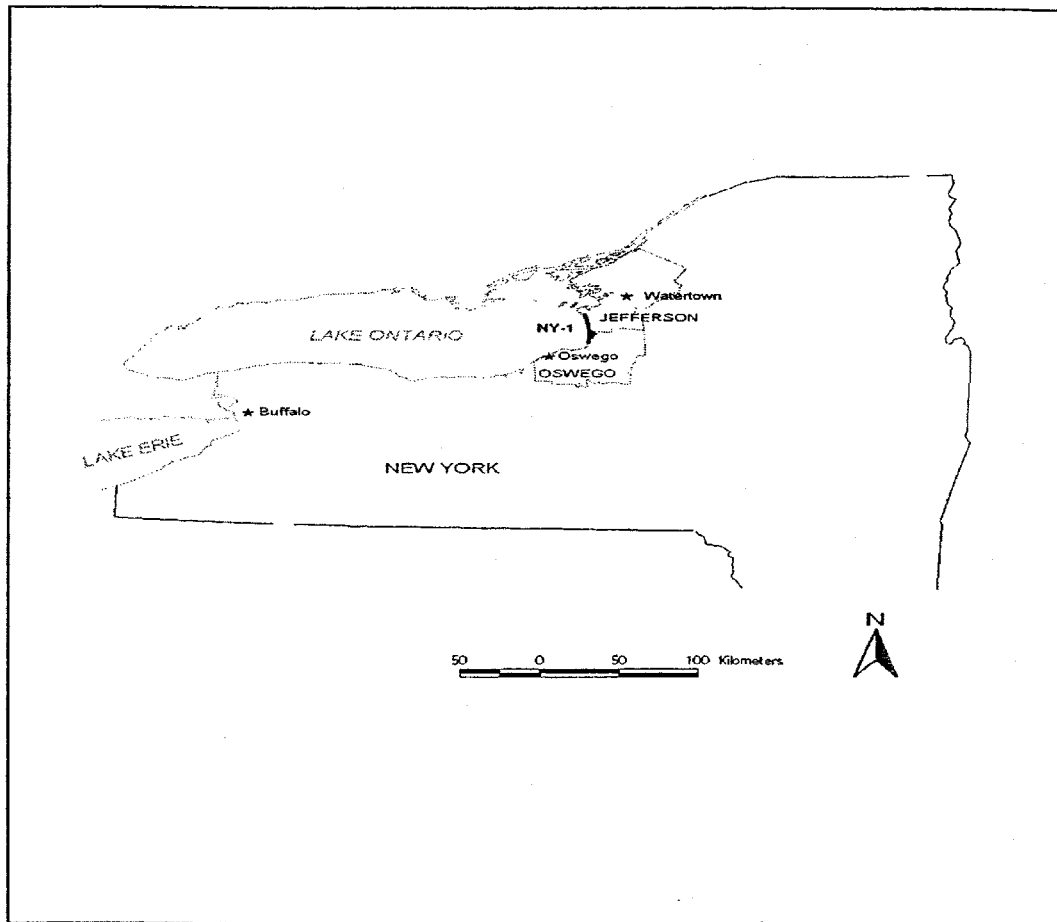 Watertown
JEFFERSON
NY-1
LAKE ONTARIO
Oswego
OSWEGO
Buffalo
LAKE ERIE
NEW YORK
N
50 0 50 100 Kilometers